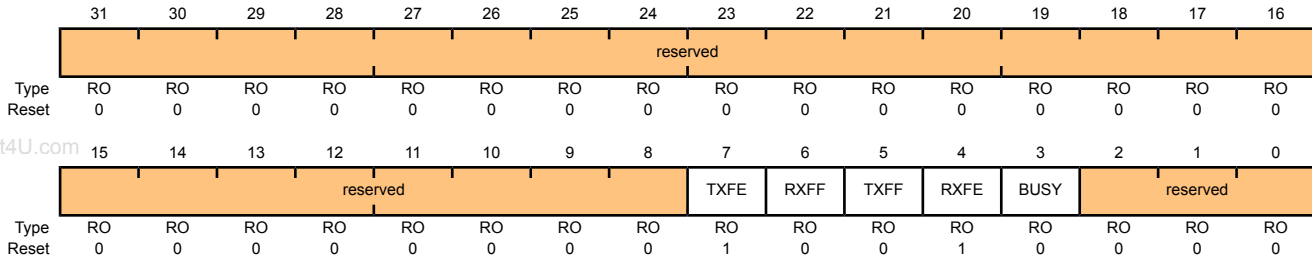 31 30 29 28 27 26 25 24 23 22 21 20 19 18 17 16
reserved
Type RO RO RO RO RO RO RO RO RO RO RO RO RO RO RO RO
Reset 0 0 0 0 0 0 0 0 0 0 0 0 0 0 0 0
t4U.com 15 14 13 12 11 10 9 8 7 6 5 4 3 2 1 0
reserved TXFE RXFF TXFF RXFE BUSY reserved
Type RO RO RO RO RO RO RO RO RO RO RO RO RO RO RO RO
Reset 0 0 0 0 0 0 0 0 1 0 0 1 0 0 0 0